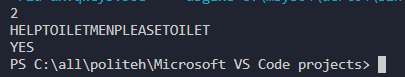 2
HELPTOILETMENPLEASETOILET
YES
PS C:\all\politeh\Microsoft VS Code projects>